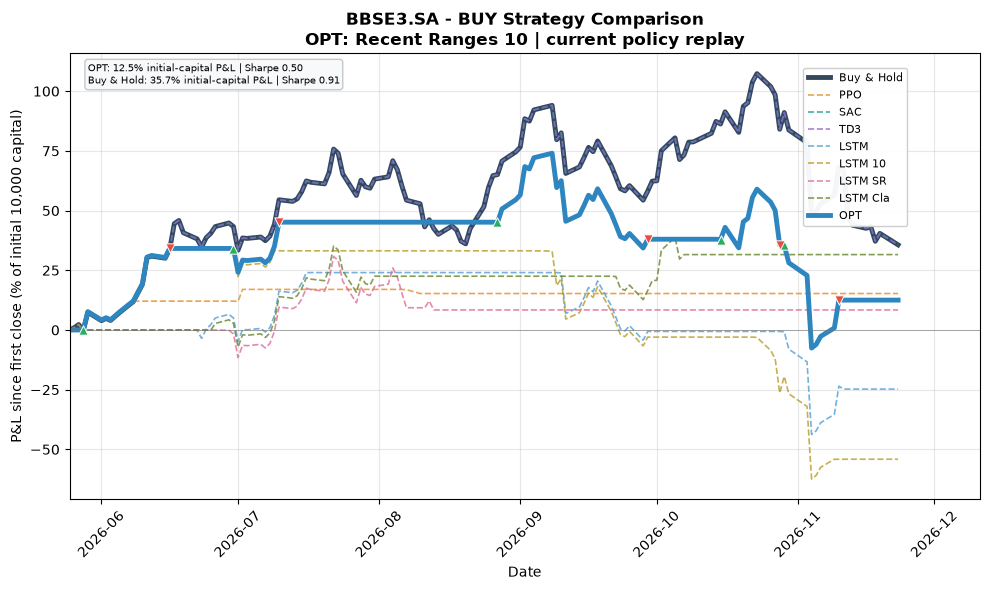 BBSE3.SA - BUY Strategy Comparison
OPT: Recent Ranges 10 | current policy replay
OPT: 12.5% initial-capital P&L | Sharpe 0.50
Buy & Hold: 35.7% initial-capital P&L | Sharpe 0.91
Buy & Hold
PPO
SAC
TD3
LSTM
LSTM 10
LSTM SR
LSTM Cla
OPT
P&L since first close (% of initial 10,000 capital)
100
75
50
25
0
−25
−50
2026-06
2026-07
2026-08
2026-09
2026-10
2026-11
2026-12
Date